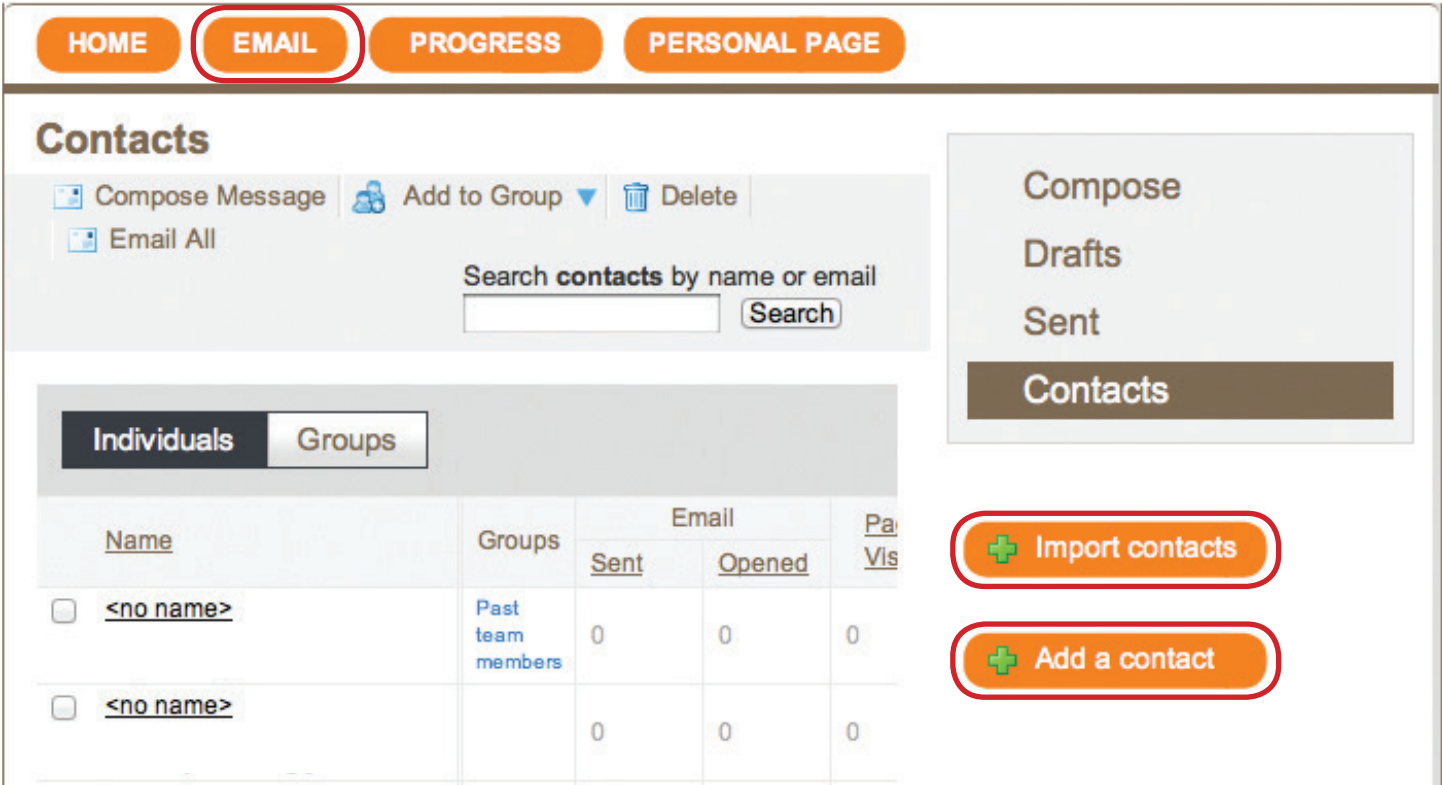 HOME EMAIL PROGRESS PERSONAL PAGE
Contacts
Compose Message Add to Group Delete
Email All
Search contacts by name or email
Search
Compose
Drafts
Sent
Contacts
Individuals Groups
Name Groups Email Pa
Sent Opened Vis
<no name> Past team members 0 0 0
<no name> 0 0 0
Import contacts
Add a contact